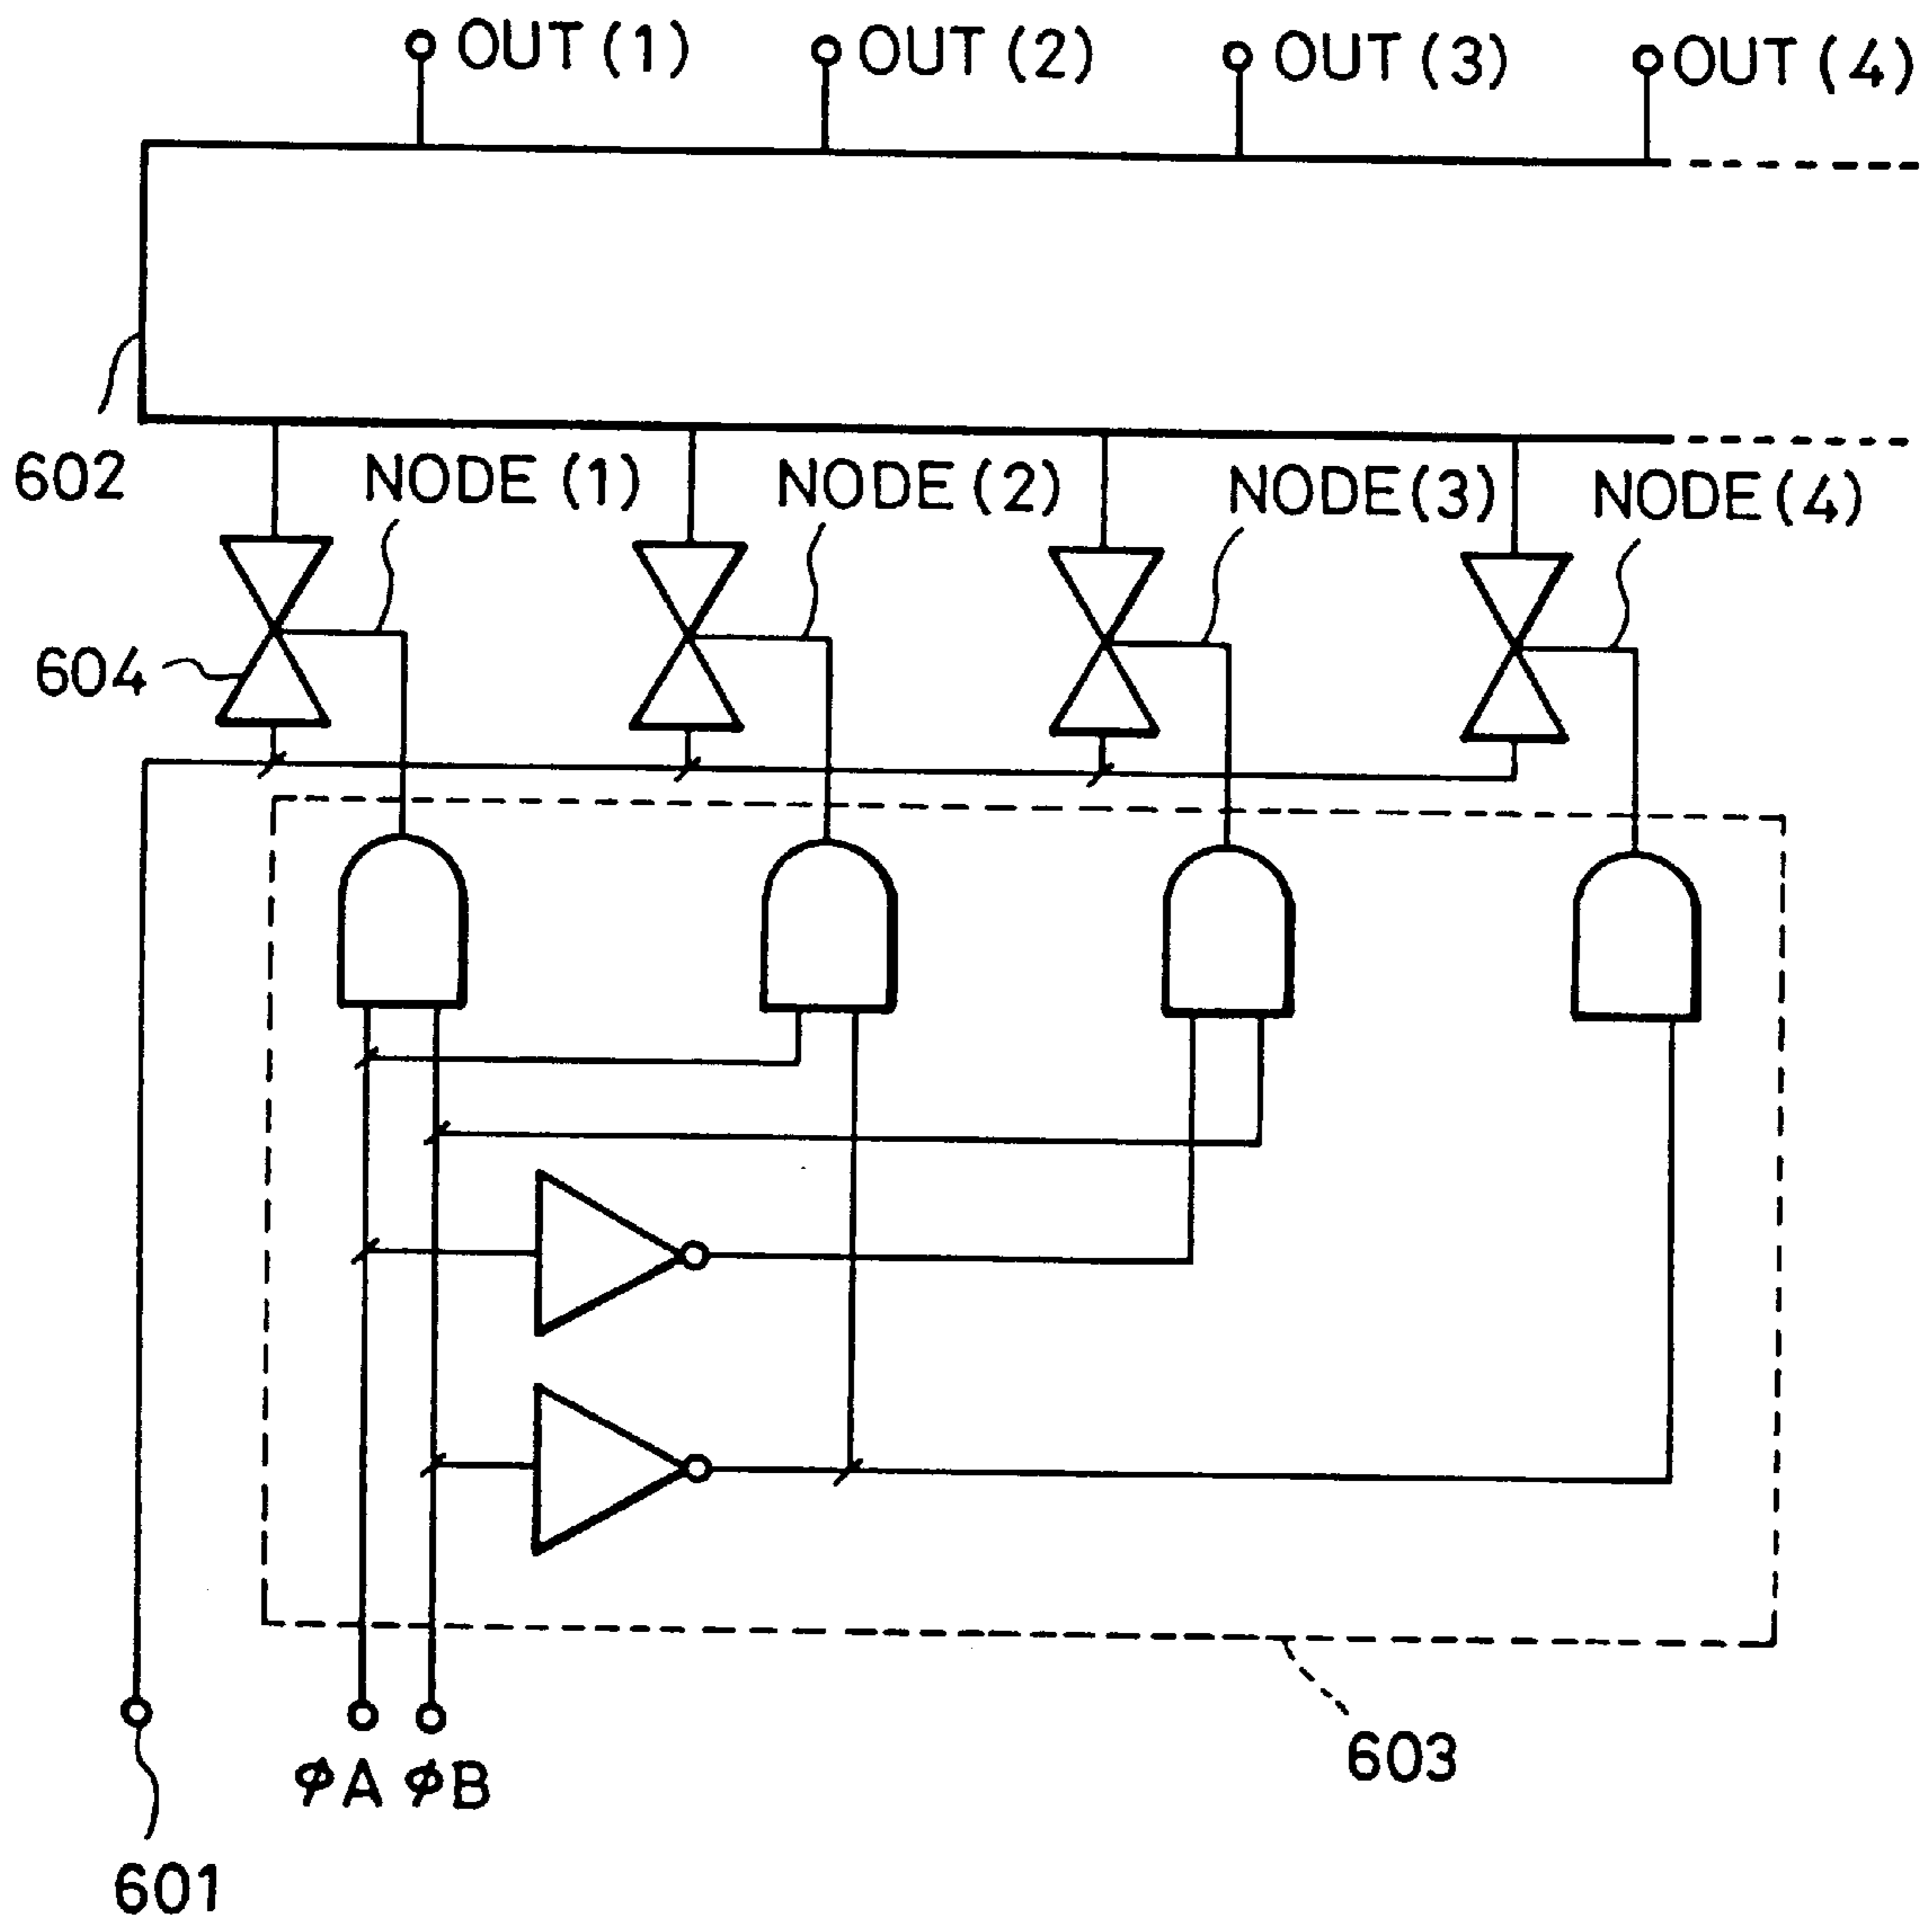 OUT (1) OUT (2) OUT (3) OUT (4)
602 NODE (1) NODE (2) NODE (3) NODE (4)
604
603
φA φB
601